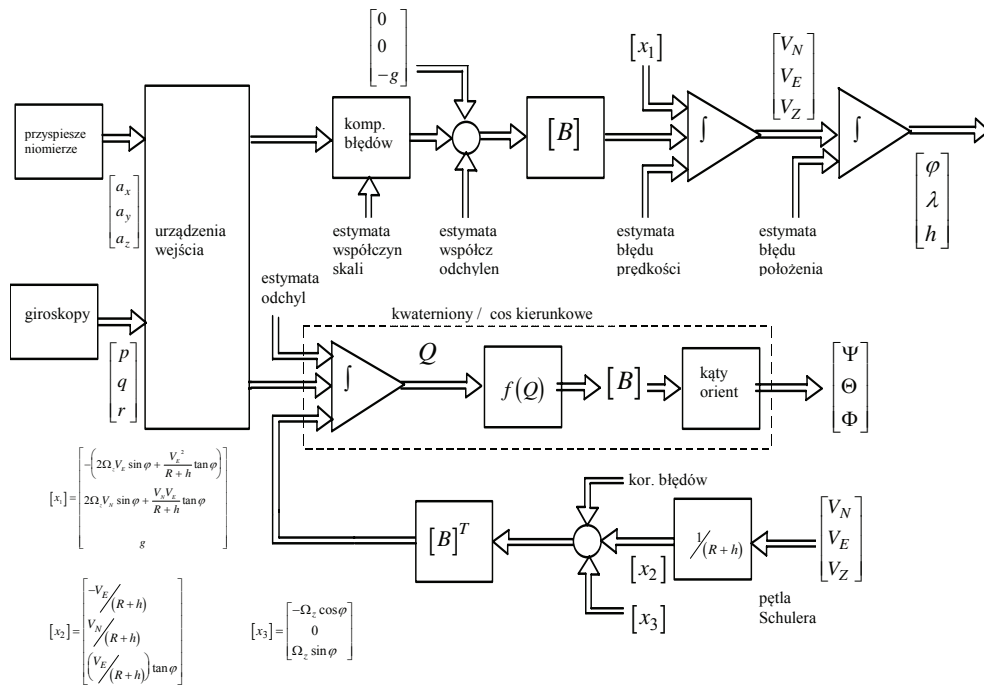 przyspiesze
niomierze
[a_x
a_y
a_z]
giroskopy
[p
q
r]
urządzenia
wejścia
[0
0
−g]
komp.
błędów
estymata
współczyn
skali
estymata
współcz
odchylen
[B]
[x_1]
∫
estymata
błędu
prędkości
[V_N
V_E
V_Z]
∫
estymata
błędu
położenia
[φ
λ
h]
estymata
odchyl
kwaterniony / cos kierunkowe
∫
Q
f(Q)
[B]
kąty
orient
[Ψ
Θ
Φ]
[B]^T
kor. błędów
[x_2]
[x_3]
1/(R+h)
[V_N
V_E
V_Z]
pętla
Schulera
[x_1]=[−(2Ω_z V_E sin φ + V_E²/(R+h) tan φ)
2Ω_z V_N sin φ + V_N V_E/(R+h) tan φ
g]
[x_2]=[−V_E/(R+h)
V_N/(R+h)
(V_E/(R+h)) tan φ]
[x_3]=[−Ω_z cosφ
0
Ω_z sin φ]